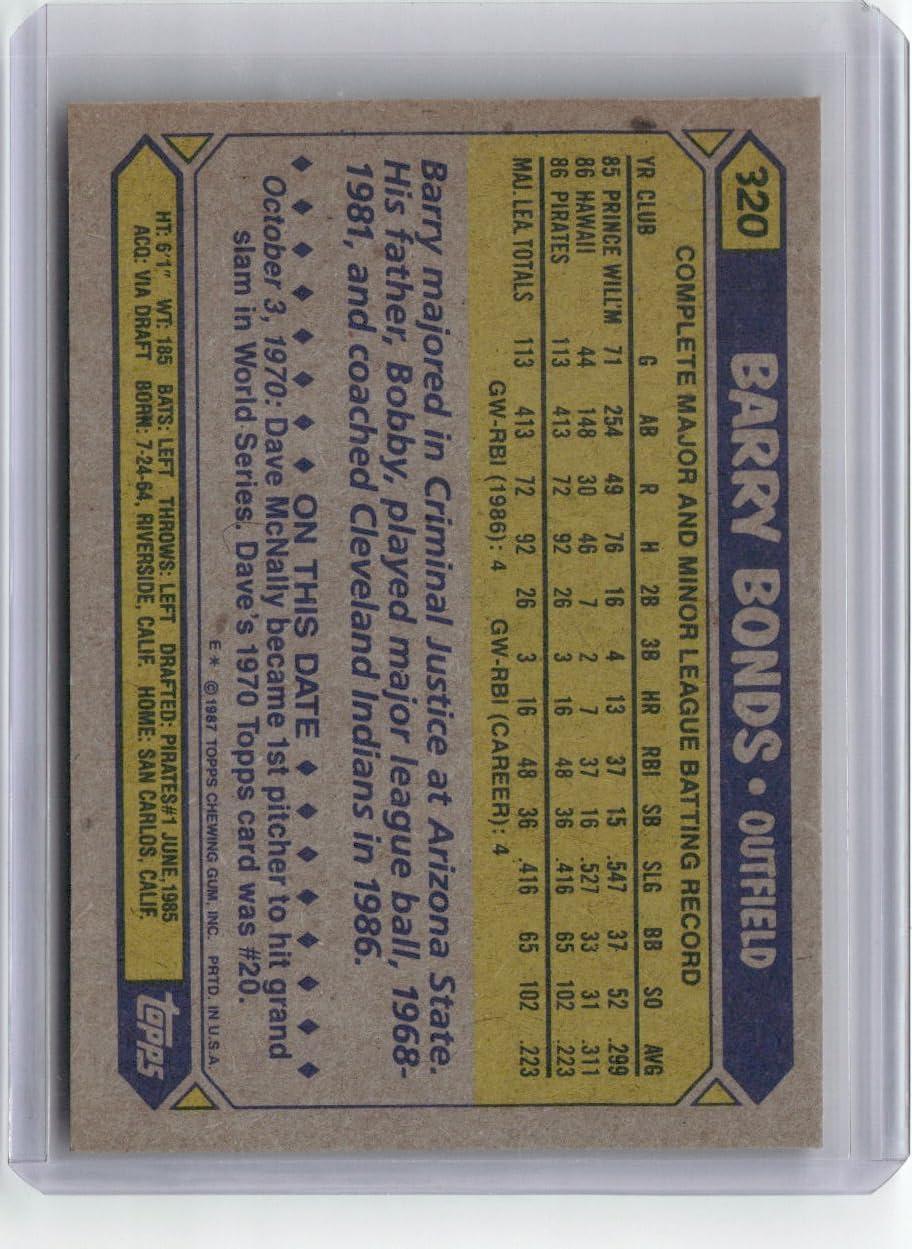 320
BARRY BONDS • OUTFIELD
COMPLETE MAJOR AND MINOR LEAGUE BATTING RECORD
YR CLUB G AB R H 2B 3B HR RBI SB SLG BB SO AVG
85 PRINCE WILL'M 71 254 49 76 16 4 13 37 15 .547 37 52 .299
86 HAWAII 44 148 30 46 7 2 7 37 16 .527 33 31 .311
86 PIRATES 113 413 72 92 26 3 16 48 36 .416 65 102 .223
MAJ. LEA. TOTALS 113 413 72 92 26 3 16 48 36 .416 65 102 .223
GW-RBI (1986): 4 GW-RBI (CAREER): 4
Barry majored in Criminal Justice at Arizona State.
His father, Bobby, played major league ball, 1968-
1981, and coached Cleveland Indians in 1986.
ON THIS DATE
October 3, 1970: Dave McNally became 1st pitcher to hit grand
slam in World Series. Dave's 1970 Topps card was #20.
E* © 1987 TOPPS CHEWING GUM, INC. PRTD. IN U.S.A.
HT: 6'1" WT: 185 BATS: LEFT THROWS: LEFT DRAFTED: PIRATES#1 JUNE, 1985
ACQ: VIA DRAFT BORN: 7-24-64, RIVERSIDE, CALIF. HOME: SAN CARLOS, CALIF.
topps